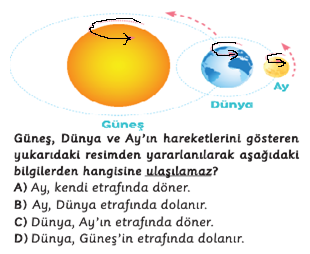 Ay
Dünya
Güneş
Güneş, Dünya ve Ay'ın hareketlerini gösteren
yukarıdaki resimden yararlanılarak aşağıdaki
bilgilerden hangisine ulaşılamaz?
A) Ay, kendi etrafında döner.
B) Ay, Dünya etrafında dolanır.
C) Dünya, Ay'ın etrafında döner.
D) Dünya, Güneş'in etrafında dolanır.